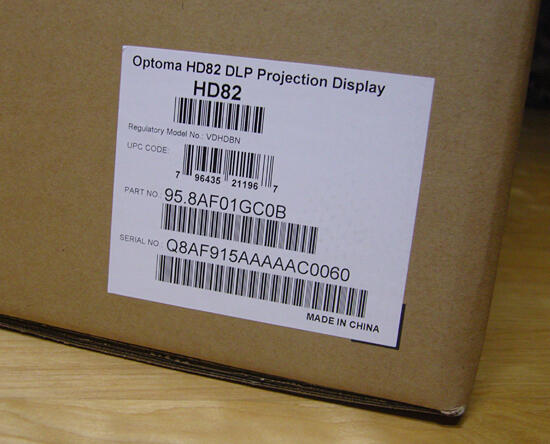 Optoma HD82 DLP Projection Display
HD82
Regulatory Model No.: VDHDBN
UPC CODE:
7 96435 21196 7
PART NO 95.8AF01GC0B
SERIAL NO.: Q8AF915AAAAAC0060
MADE IN CHINA